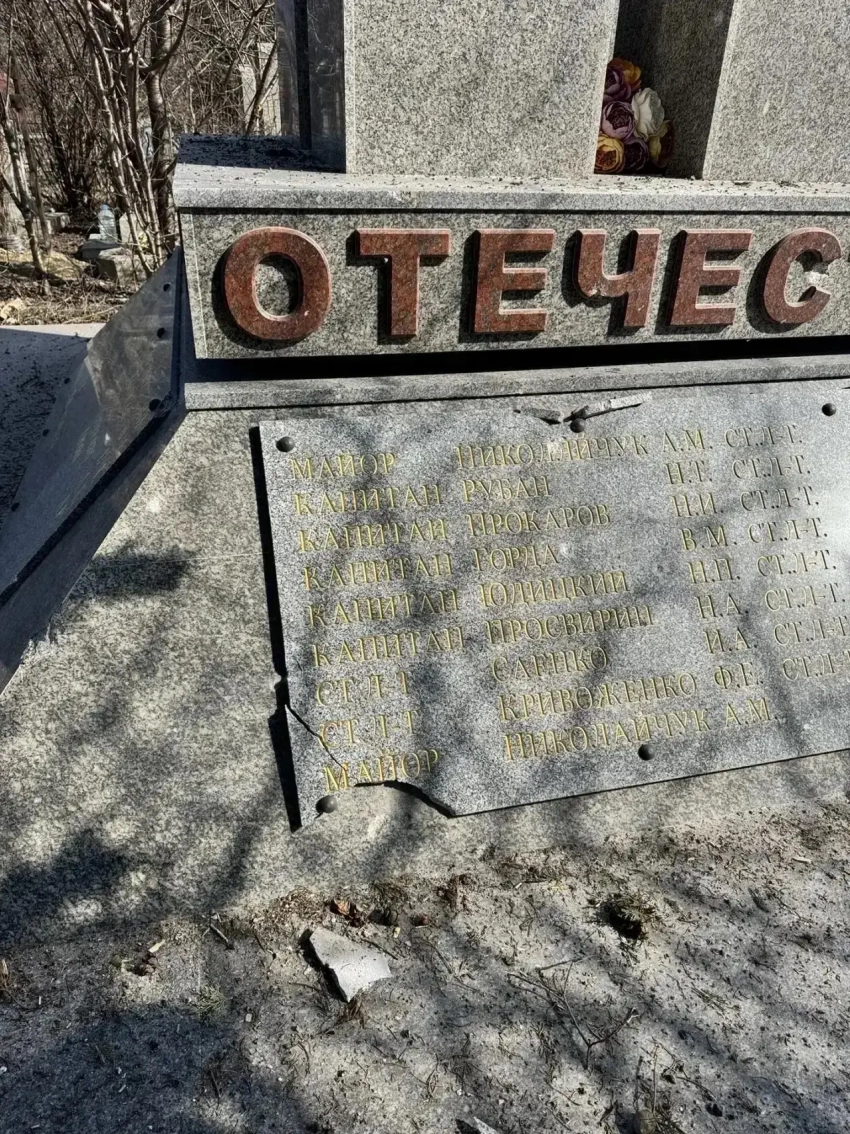 ОТЕЧЕС
МАЙОР НИКОЛАЙЧУК А.М. СТ.Л-Т.
КАПИТАН РУБАН Н.Т. СТ.Л-Т.
КАПИТАН ПРОКАРОВ Н.И. СТ.Л-Т.
КАПИТАН ГОРДА В.М. СТ.Л-Т.
КАПИТАН ЮДИЦКИЙ Н.П. СТ.Л-Т.
КАПИТАН ПРОСВИРИН Н.А. СТ.Л-Т.
СТ.Л-Т САЕНКО И.А. СТ.Л-Т
СТ.Л-Т КРИВОЖЕНКО Ф.Е., СТ.Л-Т
МАЙОР НИКОЛАЙЧУК А.М.,